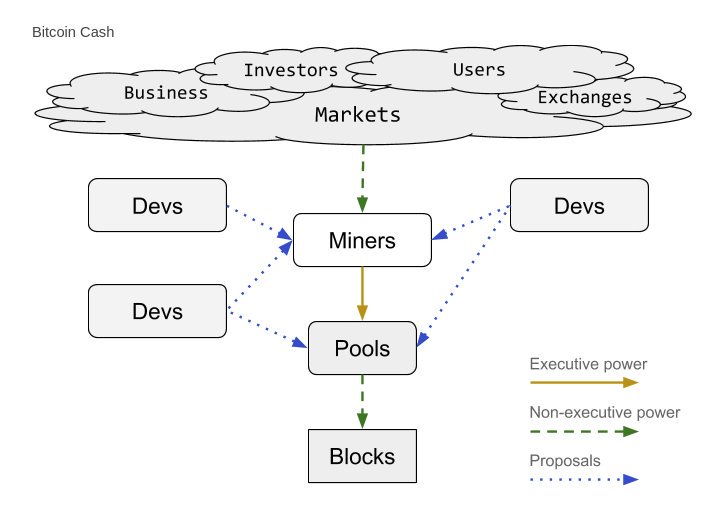 Bitcoin Cash
Investors
Users
Business
Exchanges
Markets
Devs
Devs
Miners
Devs
Pools
Executive power
Non-executive power
Blocks
Proposals